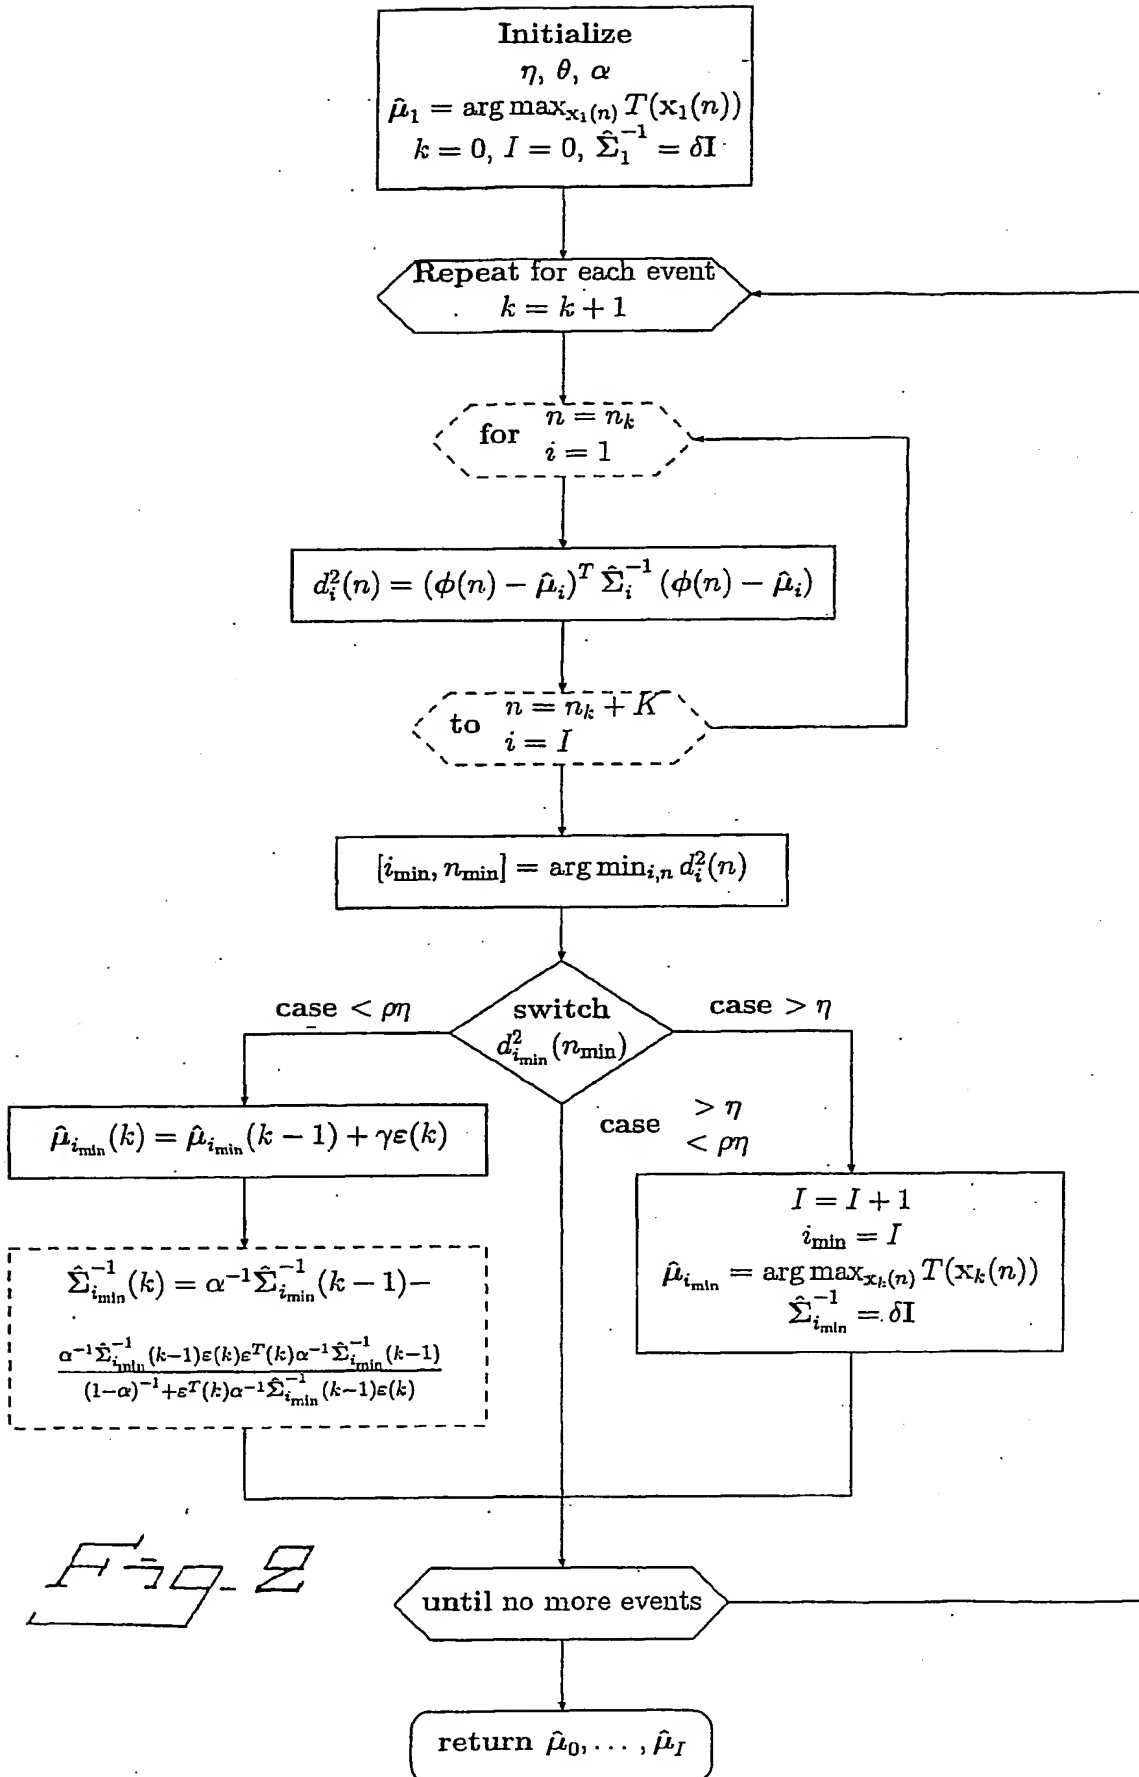 Initialize
η, θ, α
μ̂₁ = arg max_{x₁(n)} T(x₁(n))
k = 0, I = 0, Σ̂₁⁻¹ = δI
Repeat for each event
k = k + 1
for n = n_k
i = 1
d_i²(n) = (ϕ(n) − μ̂_i)^T Σ̂_i⁻¹ (ϕ(n) − μ̂_i)
to n = n_k + K
i = I
[i_min, n_min] = arg min_{i,n} d_i²(n)
case < ρη
switch
d²_{i_min}(n_min)
case > η
case > η
< ρη
μ̂_{i_min}(k) = μ̂_{i_min}(k − 1) + γε(k)
I = I + 1
i_min = I
μ̂_{i_min} = arg max_{x_k(n)} T(x_k(n))
Σ̂⁻¹_{i_min} = δI
Σ̂⁻¹_{i_min}(k) = α⁻¹Σ̂⁻¹_{i_min}(k − 1)−
α⁻¹Σ̂⁻¹_{i_min}(k−1)ε(k)ε^T(k)α⁻¹Σ̂⁻¹_{i_min}(k−1)
(1−α)⁻¹+ε^T(k)α⁻¹Σ̂⁻¹_{i_min}(k−1)ε(k)
Fig. 2
until no more events
return μ̂₀, . . . , μ̂_I